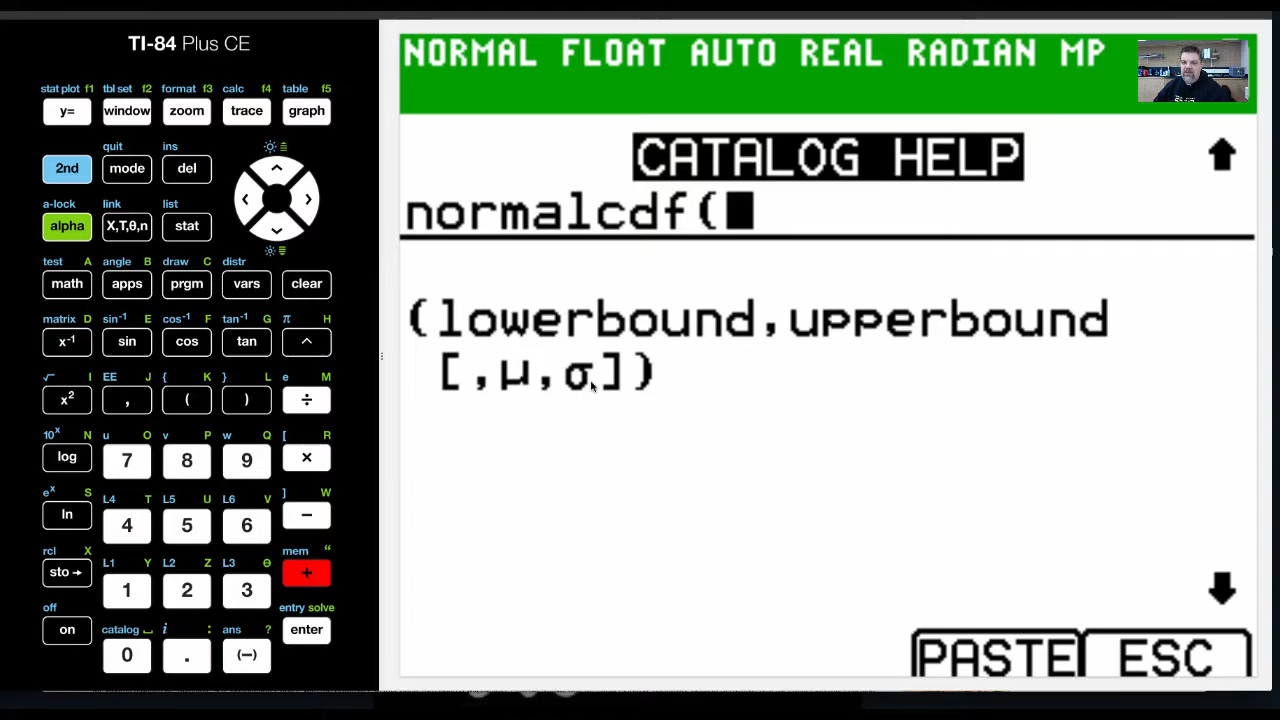 TI-84 Plus CE
stat plot f1 tbl set f2 format f3 calc f4 table f5
y= window zoom trace graph
quit ins
2nd mode del
a-lock link list
alpha X,T,θ,n stat
test A angle B draw C distr
math apps prgm vars clear
matrix D sin⁻¹ E cos⁻¹ F tan⁻¹ G π H
x⁻¹ sin cos tan ^
√ I EE J { K } L e M
x² , ( ) ÷
10ˣ N u O v P w Q [ R
log 7 8 9 ×
eˣ S L4 T L5 U L6 V ] W
ln 4 5 6 −
rcl X L1 Y L2 Z L3 θ mem “
sto→ 1 2 3 +
off catalog ⎵ i : ans ? entry solve
on 0 . (−) enter
NORMAL FLOAT AUTO REAL RADIAN MP
CATALOG HELP
normalcdf(
(lowerbound,upperbound
[,μ,σ])
PASTE ESC